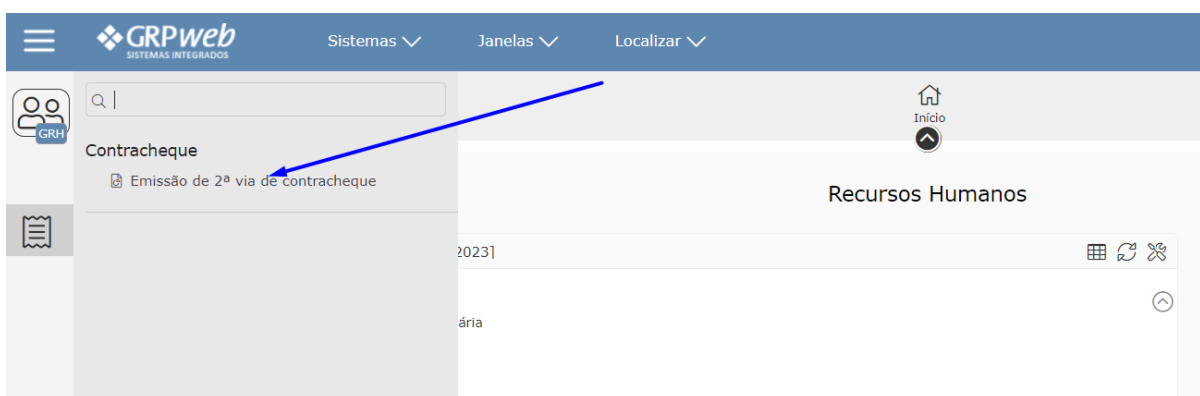 GRPweb Sistemas Janelas Localizar
SISTEMAS INTEGRADOS
GRH
Início
Contracheque
Emissão de 2ª via de contracheque
Recursos Humanos
2023]
ária